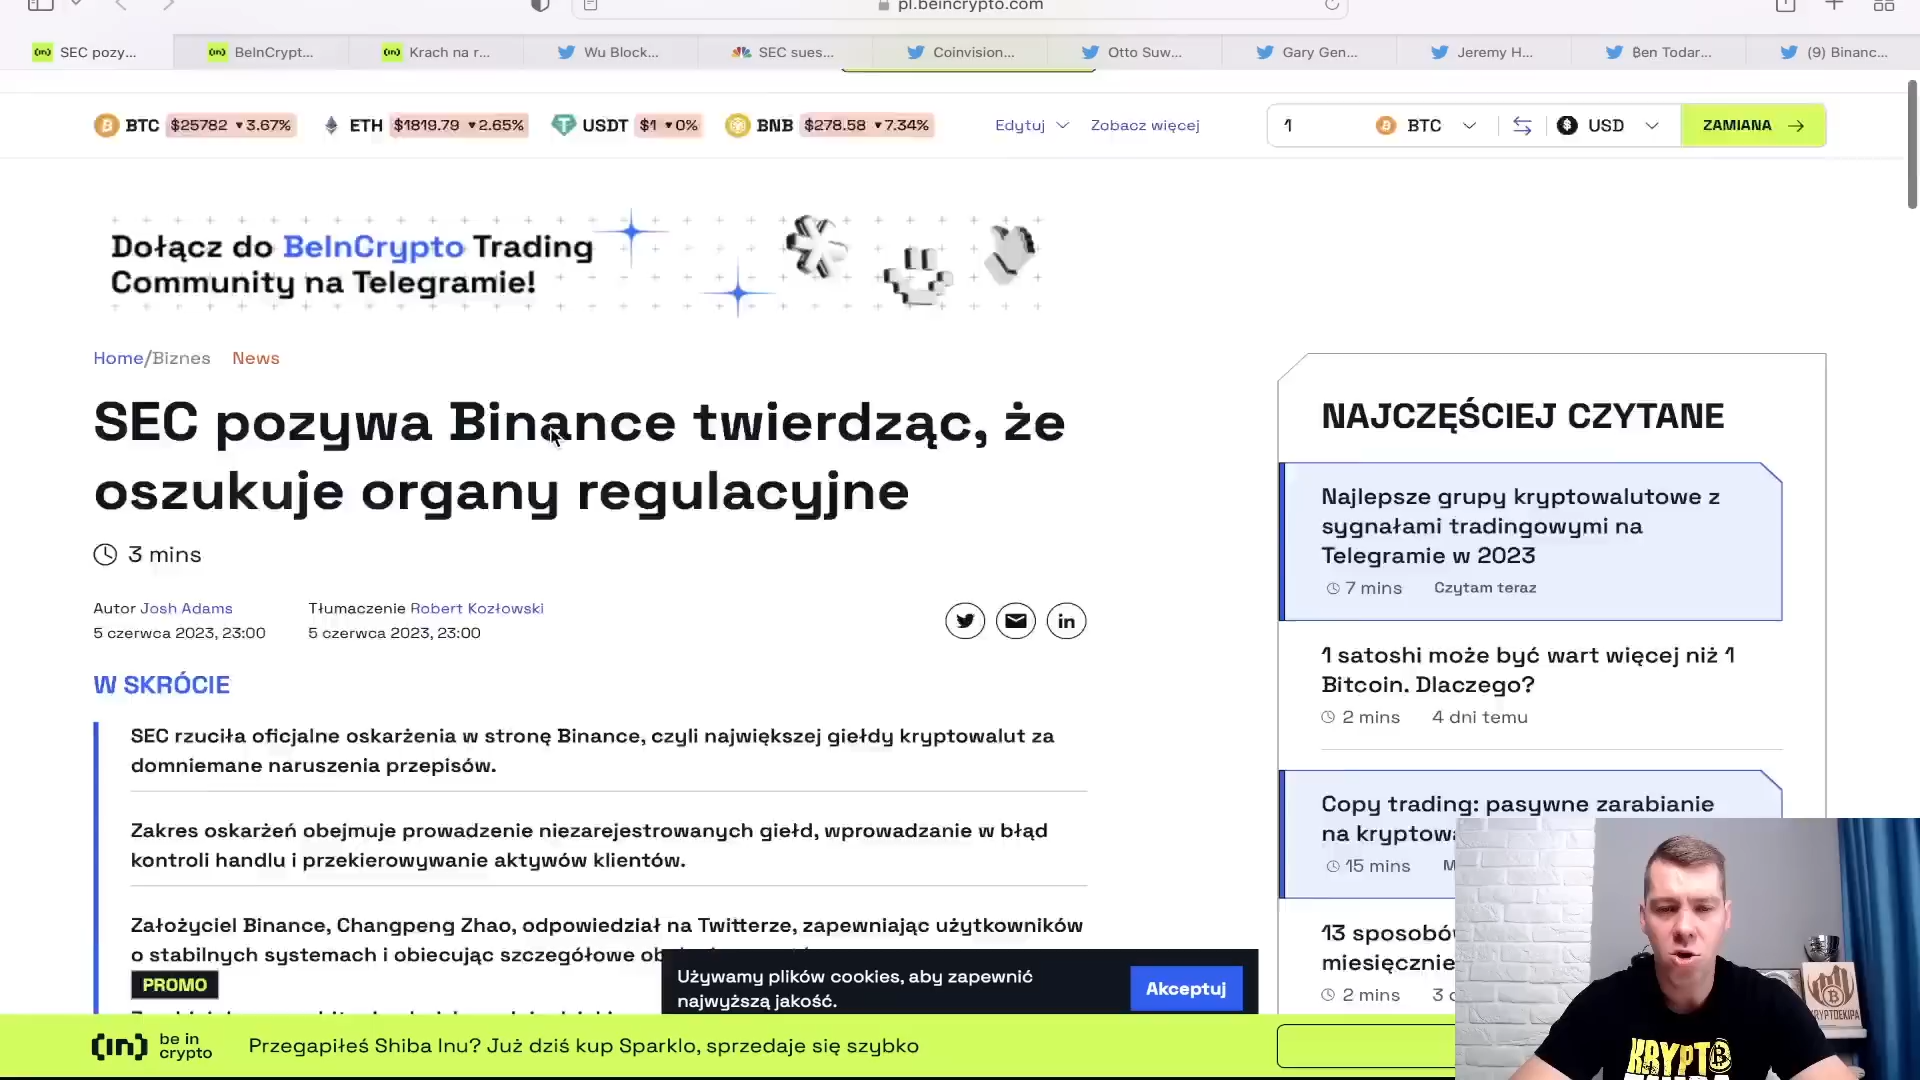 pl.beincrypto.com
SEC pozy...
BeInCrypt...
Krach na r...
Wu Block...
SEC sues...
Coinvision...
Otto Suw...
Gary Gen...
Jeremy H...
Ben Todar...
(9) Binanc...
BTC $25782 ▼3.67%
ETH $1819.79 ▼2.65%
USDT $1 ▼0%
BNB $278.58 ▼7.34%
Edytuj
Zobacz więcej
1 BTC
USD
ZAMIANA →
Dołącz do BeInCrypto Trading
Community na Telegramie!
Home/Biznes News
SEC pozywa Binance twierdząc, że
oszukuje organy regulacyjne
3 mins
Autor Josh Adams
5 czerwca 2023, 23:00
Tłumaczenie Robert Kozłowski
5 czerwca 2023, 23:00
in
W SKRÓCIE
SEC rzuciła oficjalne oskarżenia w stronę Binance, czyli największej giełdy kryptowalut za
domniemane naruszenia przepisów.
Zakres oskarżeń obejmuje prowadzenie niezarejestrowanych giełd, wprowadzanie w błąd
kontroli handlu i przekierowywanie aktywów klientów.
Założyciel Binance, Changpeng Zhao, odpowiedział na Twitterze, zapewniając użytkowników
o stabilnych systemach i obiecując szczegółowe
NAJCZĘŚCIEJ CZYTANE
Najlepsze grupy kryptowalutowe z
sygnałami tradingowymi na
Telegramie w 2023
7 mins Czytam teraz
1 satoshi może być wart więcej niż 1
Bitcoin. Dlaczego?
2 mins 4 dni temu
Copy trading: pasywne zarabianie
na kryptow
15 mins
13 sposobów
miesięcznie
2 mins 3
Używamy plików cookies, aby zapewnić
najwyższą jakość.
Akceptuj
PROMO
(in) be in
crypto
Przegapiłeś Shiba Inu? Już dziś kup Sparklo, sprzedaje się szybko
KRYPTOEKIPA
KRYPTO